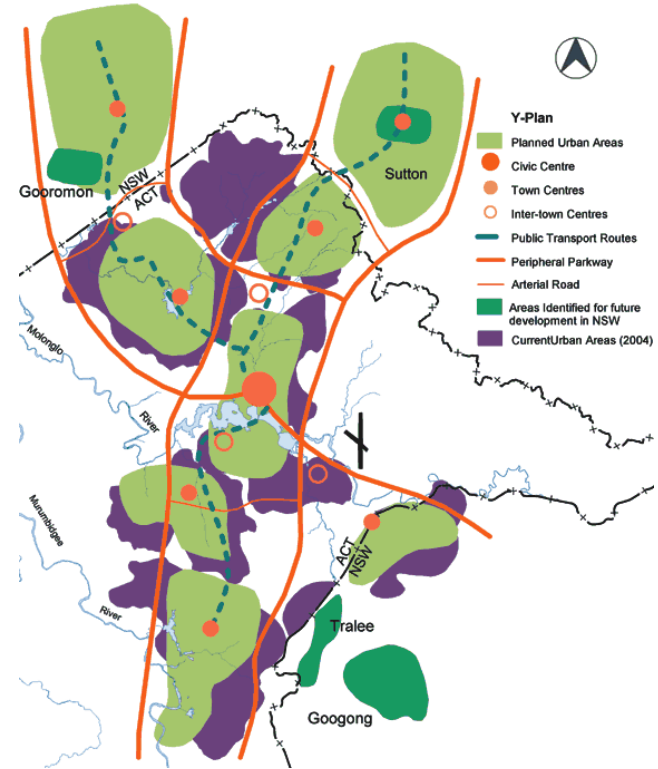 Y-Plan
Planned Urban Areas
Civic Centre
Town Centres
Inter-town Centres
Public Transport Routes
Peripheral Parkway
Arterial Road
Areas Identified for future
development in NSW
CurrentUrban Areas (2004)
Gooromon
NSW
ACT
Sutton
Molonglo
River
Murumbidgee
River
ACT
NSW
Tralee
Googong